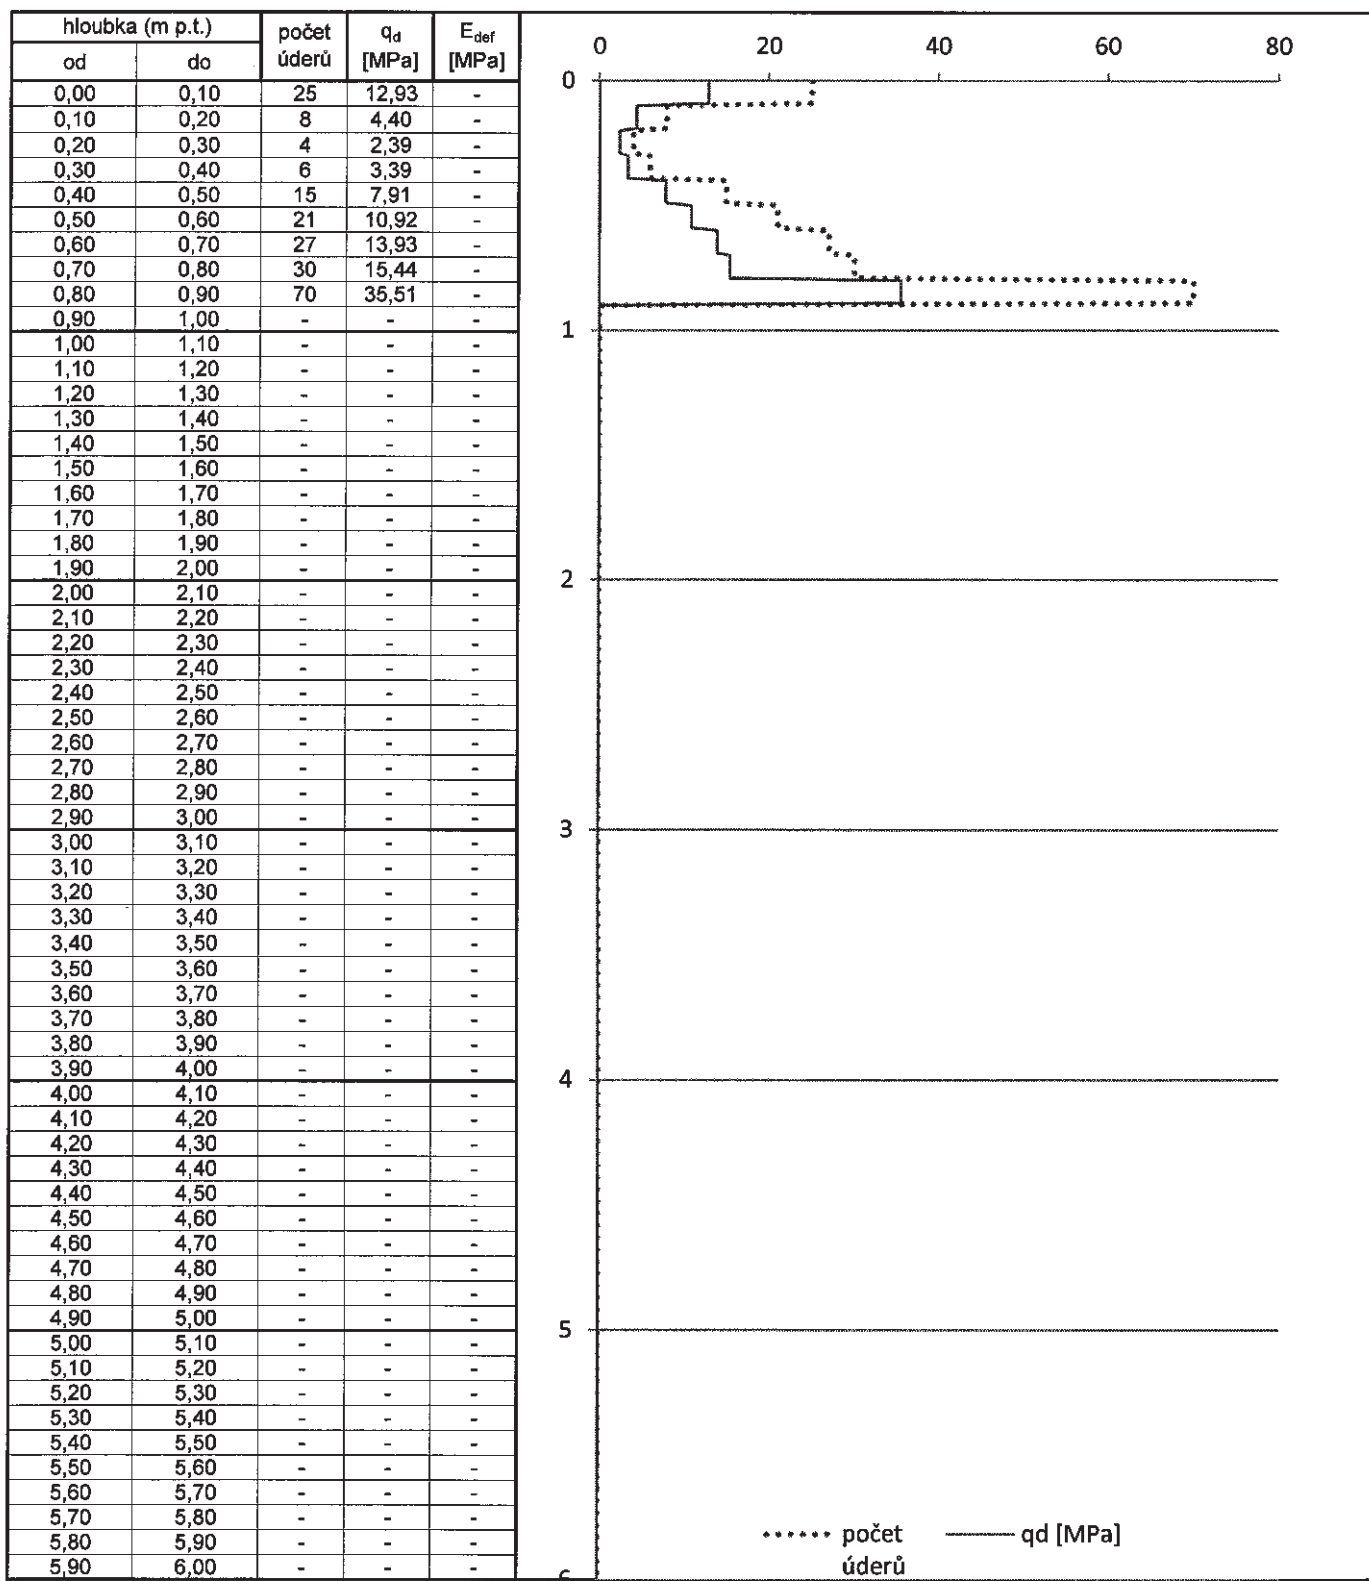 hloubka (m p.t.) počet úderů qd [MPa] Edef [MPa]
od do
0,00 0,10 25 12,93 -
0,10 0,20 8 4,40 -
0,20 0,30 4 2,39 -
0,30 0,40 6 3,39 -
0,40 0,50 15 7,91 -
0,50 0,60 21 10,92 -
0,60 0,70 27 13,93 -
0,70 0,80 30 15,44 -
0,80 0,90 70 35,51 -
0,90 1,00 - - -
1,00 1,10 - - -
1,10 1,20 - - -
1,20 1,30 - - -
1,30 1,40 - - -
1,40 1,50 - - -
1,50 1,60 - - -
1,60 1,70 - - -
1,70 1,80 - - -
1,80 1,90 - - -
1,90 2,00 - - -
2,00 2,10 - - -
2,10 2,20 - - -
2,20 2,30 - - -
2,30 2,40 - - -
2,40 2,50 - - -
2,50 2,60 - - -
2,60 2,70 - - -
2,70 2,80 - - -
2,80 2,90 - - -
2,90 3,00 - - -
3,00 3,10 - - -
3,10 3,20 - - -
3,20 3,30 - - -
3,30 3,40 - - -
3,40 3,50 - - -
3,50 3,60 - - -
3,60 3,70 - - -
3,70 3,80 - - -
3,80 3,90 - - -
3,90 4,00 - - -
4,00 4,10 - - -
4,10 4,20 - - -
4,20 4,30 - - -
4,30 4,40 - - -
4,40 4,50 - - -
4,50 4,60 - - -
4,60 4,70 - - -
4,70 4,80 - - -
4,80 4,90 - - -
4,90 5,00 - - -
5,00 5,10 - - -
5,10 5,20 - - -
5,20 5,30 - - -
5,30 5,40 - - -
5,40 5,50 - - -
5,50 5,60 - - -
5,60 5,70 - - -
5,70 5,80 - - -
5,80 5,90 - - -
5,90 6,00 - - -
0 20 40 60 80
0
1
2
3
4
5
počet úderů
qd [MPa]